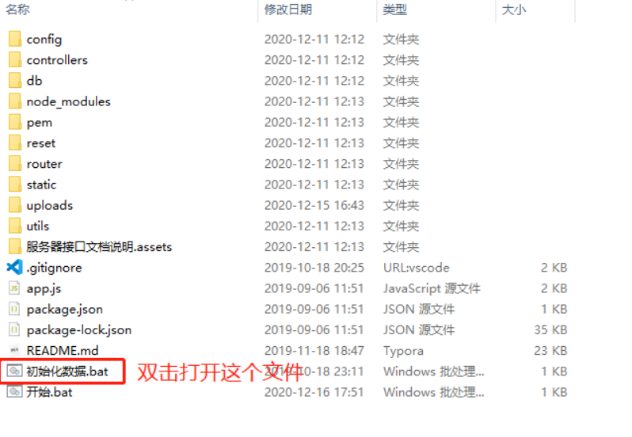 名称 修改日期 类型 大小
config 2020-12-11 12:12 文件夹
controllers 2020-12-11 12:12 文件夹
db 2020-12-11 12:12 文件夹
node_modules 2020-12-11 12:13 文件夹
pem 2020-12-11 12:13 文件夹
reset 2020-12-11 12:13 文件夹
router 2020-12-11 12:13 文件夹
static 2020-12-11 12:13 文件夹
uploads 2020-12-15 16:43 文件夹
utils 2020-12-11 12:13 文件夹
服务器接口文档说明.assets 2020-12-11 12:13 文件夹
.gitignore 2019-10-18 20:25 URL:vscode 2 KB
app.js 2019-09-06 11:51 JavaScript 源文件 2 KB
package.json 2019-09-06 11:51 JSON 源文件 1 KB
package-lock.json 2019-09-06 11:51 JSON 源文件 35 KB
README.md 2019-11-18 18:47 Typora 23 KB
初始化数据.bat 双击打开这个文件 10-18 23:11 Windows 批处理... 1 KB
开始.bat 2020-12-16 17:51 Windows 批处理... 1 KB